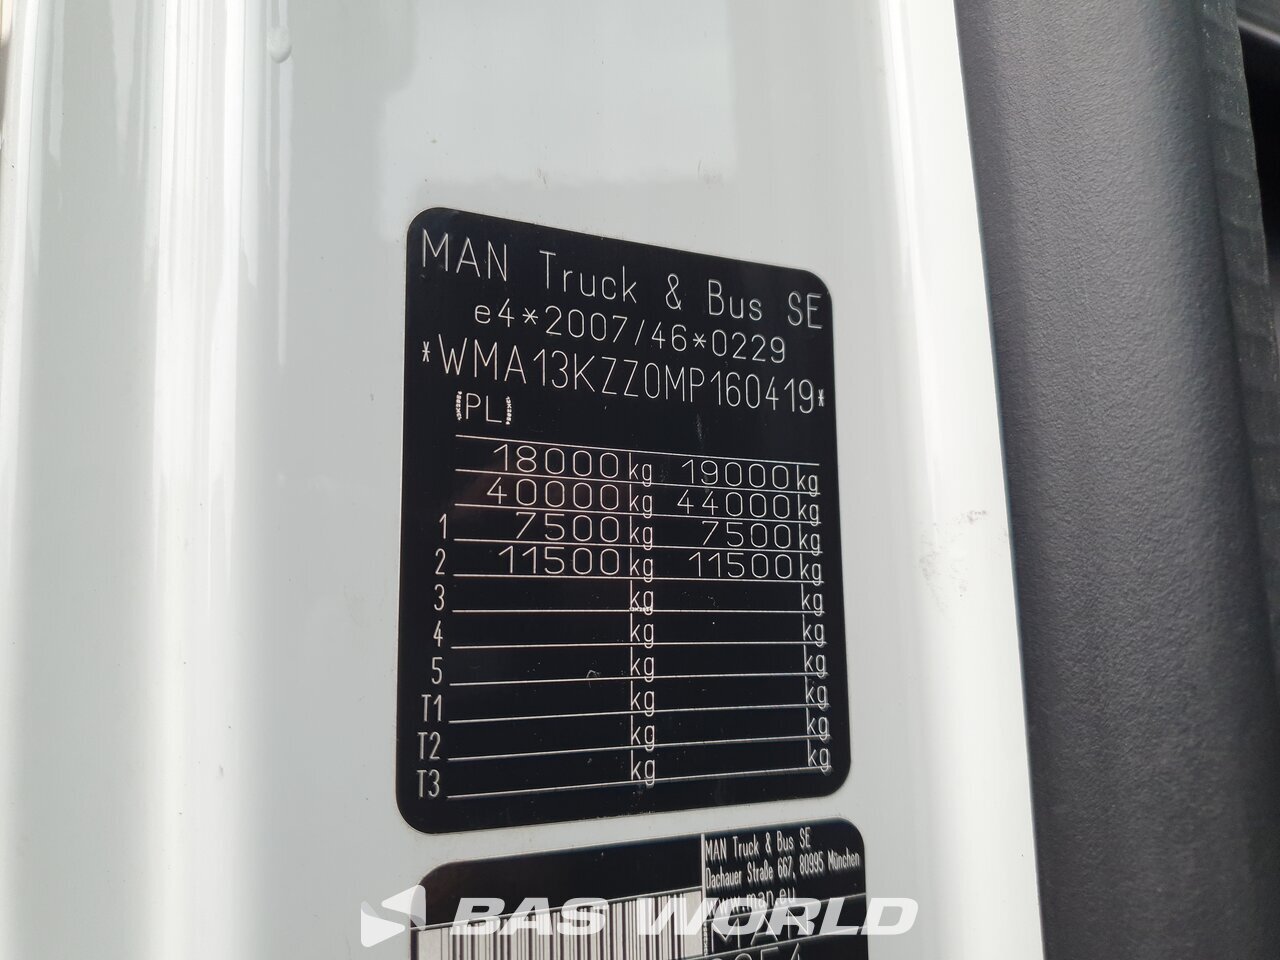 MAN Truck & Bus SE
e4*2007/46*0229
*WMA13KZZ0MP160419*
(PL)
18000 kg 19000 kg
40000 kg 44000 kg
1 7500 kg 7500 kg
2 11500 kg 11500 kg
3 kg kg
4 kg kg
5 kg kg
T1 kg kg
T2 kg kg
T3 kg kg
MAN Truck & Bus SE
Dachauer Straße 667, 80995 München
www.man.eu
BAS WORLD